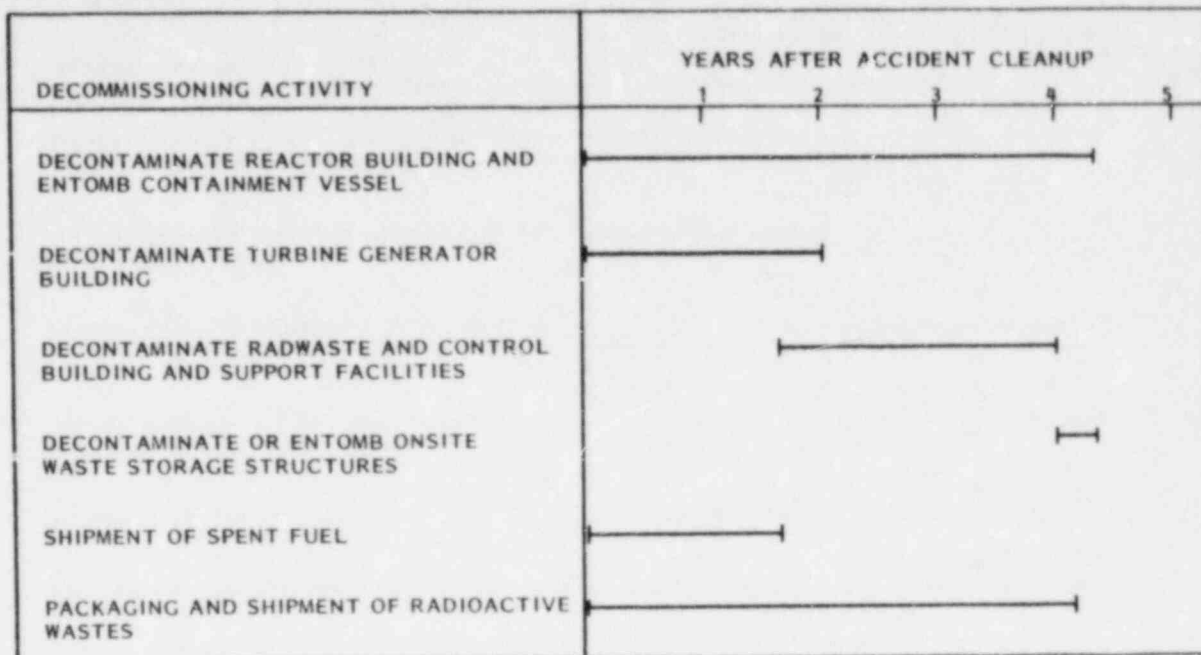 YEARS AFTER ACCIDENT CLEANUP
DECOMMISSIONING ACTIVITY
1 2 3 4 5
DECONTAMINATE REACTOR BUILDING AND
ENTOMB CONTAINMENT VESSEL
DECONTAMINATE TURBINE GENERATOR
BUILDING
DECONTAMINATE RADWASTE AND CONTROL
BUILDING AND SUPPORT FACILITIES
DECONTAMINATE OR ENTOMB ONSITE
WASTE STORAGE STRUCTURES
SHIPMENT OF SPENT FUEL
PACKAGING AND SHIPMENT OF RADIOACTIVE
WASTES